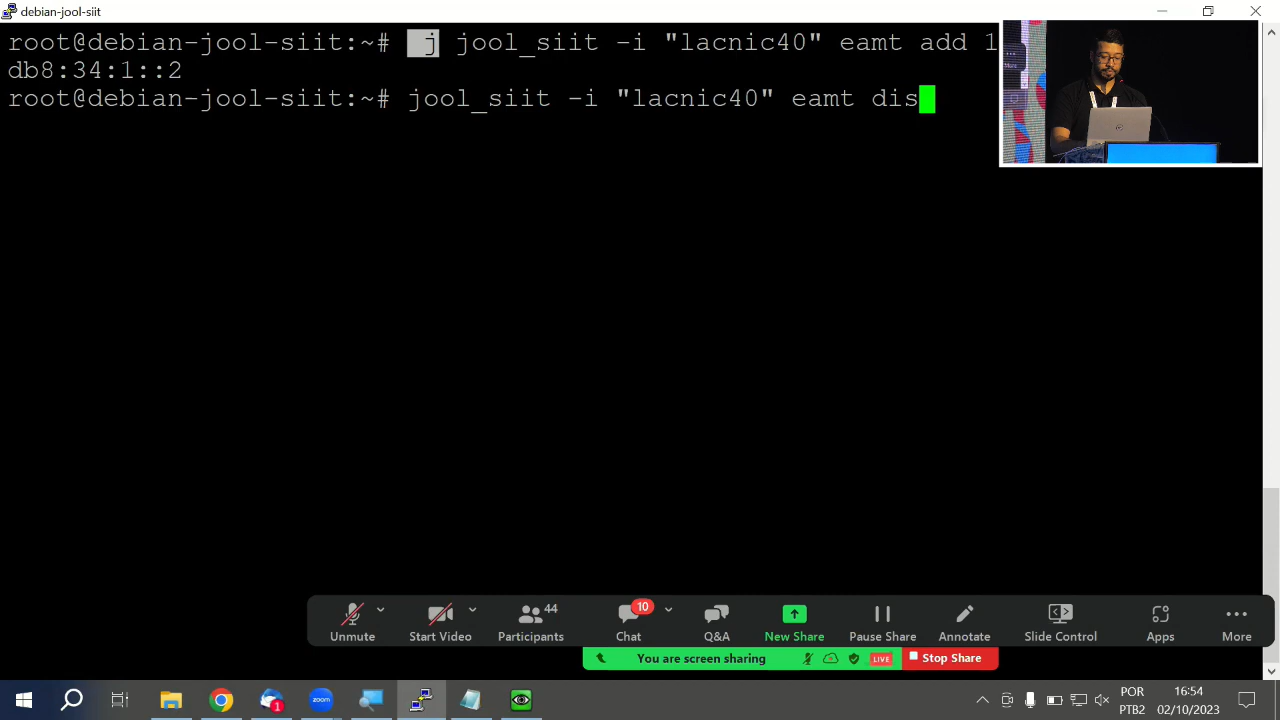 debian-jool-siit
root@debian-jool-siit:~# jool_siit -i "lacnic40" eamt add 1
db8:34:1::2
root@debian-jool-siit:~# jool_siit -i "lacnic40" eamt dis
10
44
1
Unmute
Start Video
Participants
Chat
Q&A
New Share
Pause Share
Annotate
Slide Control
Apps
More
You are screen sharing
LIVE
Stop Share
zoom
POR
PTB2
16:54
02/10/2023